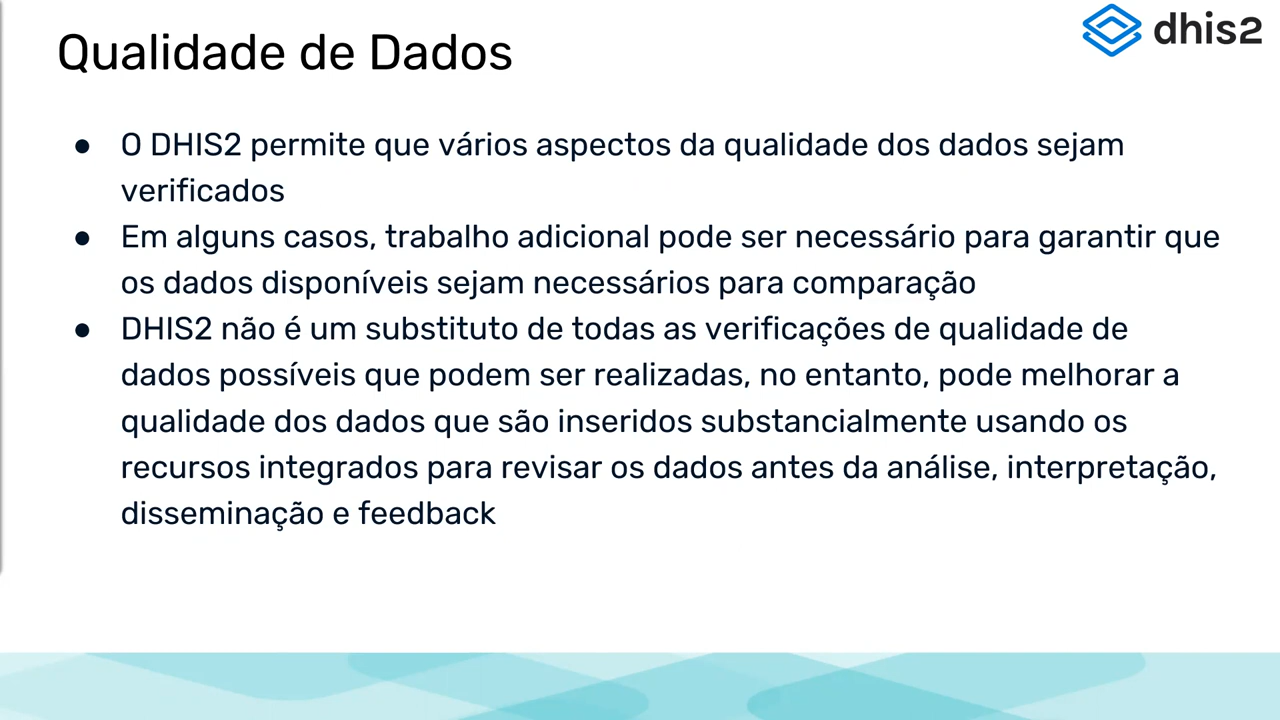 Qualidade de Dados
dhis2
● O DHIS2 permite que vários aspectos da qualidade dos dados sejam
verificados
● Em alguns casos, trabalho adicional pode ser necessário para garantir que
os dados disponíveis sejam necessários para comparação
● DHIS2 não é um substituto de todas as verificações de qualidade de
dados possíveis que podem ser realizadas, no entanto, pode melhorar a
qualidade dos dados que são inseridos substancialmente usando os
recursos integrados para revisar os dados antes da análise, interpretação,
disseminação e feedback